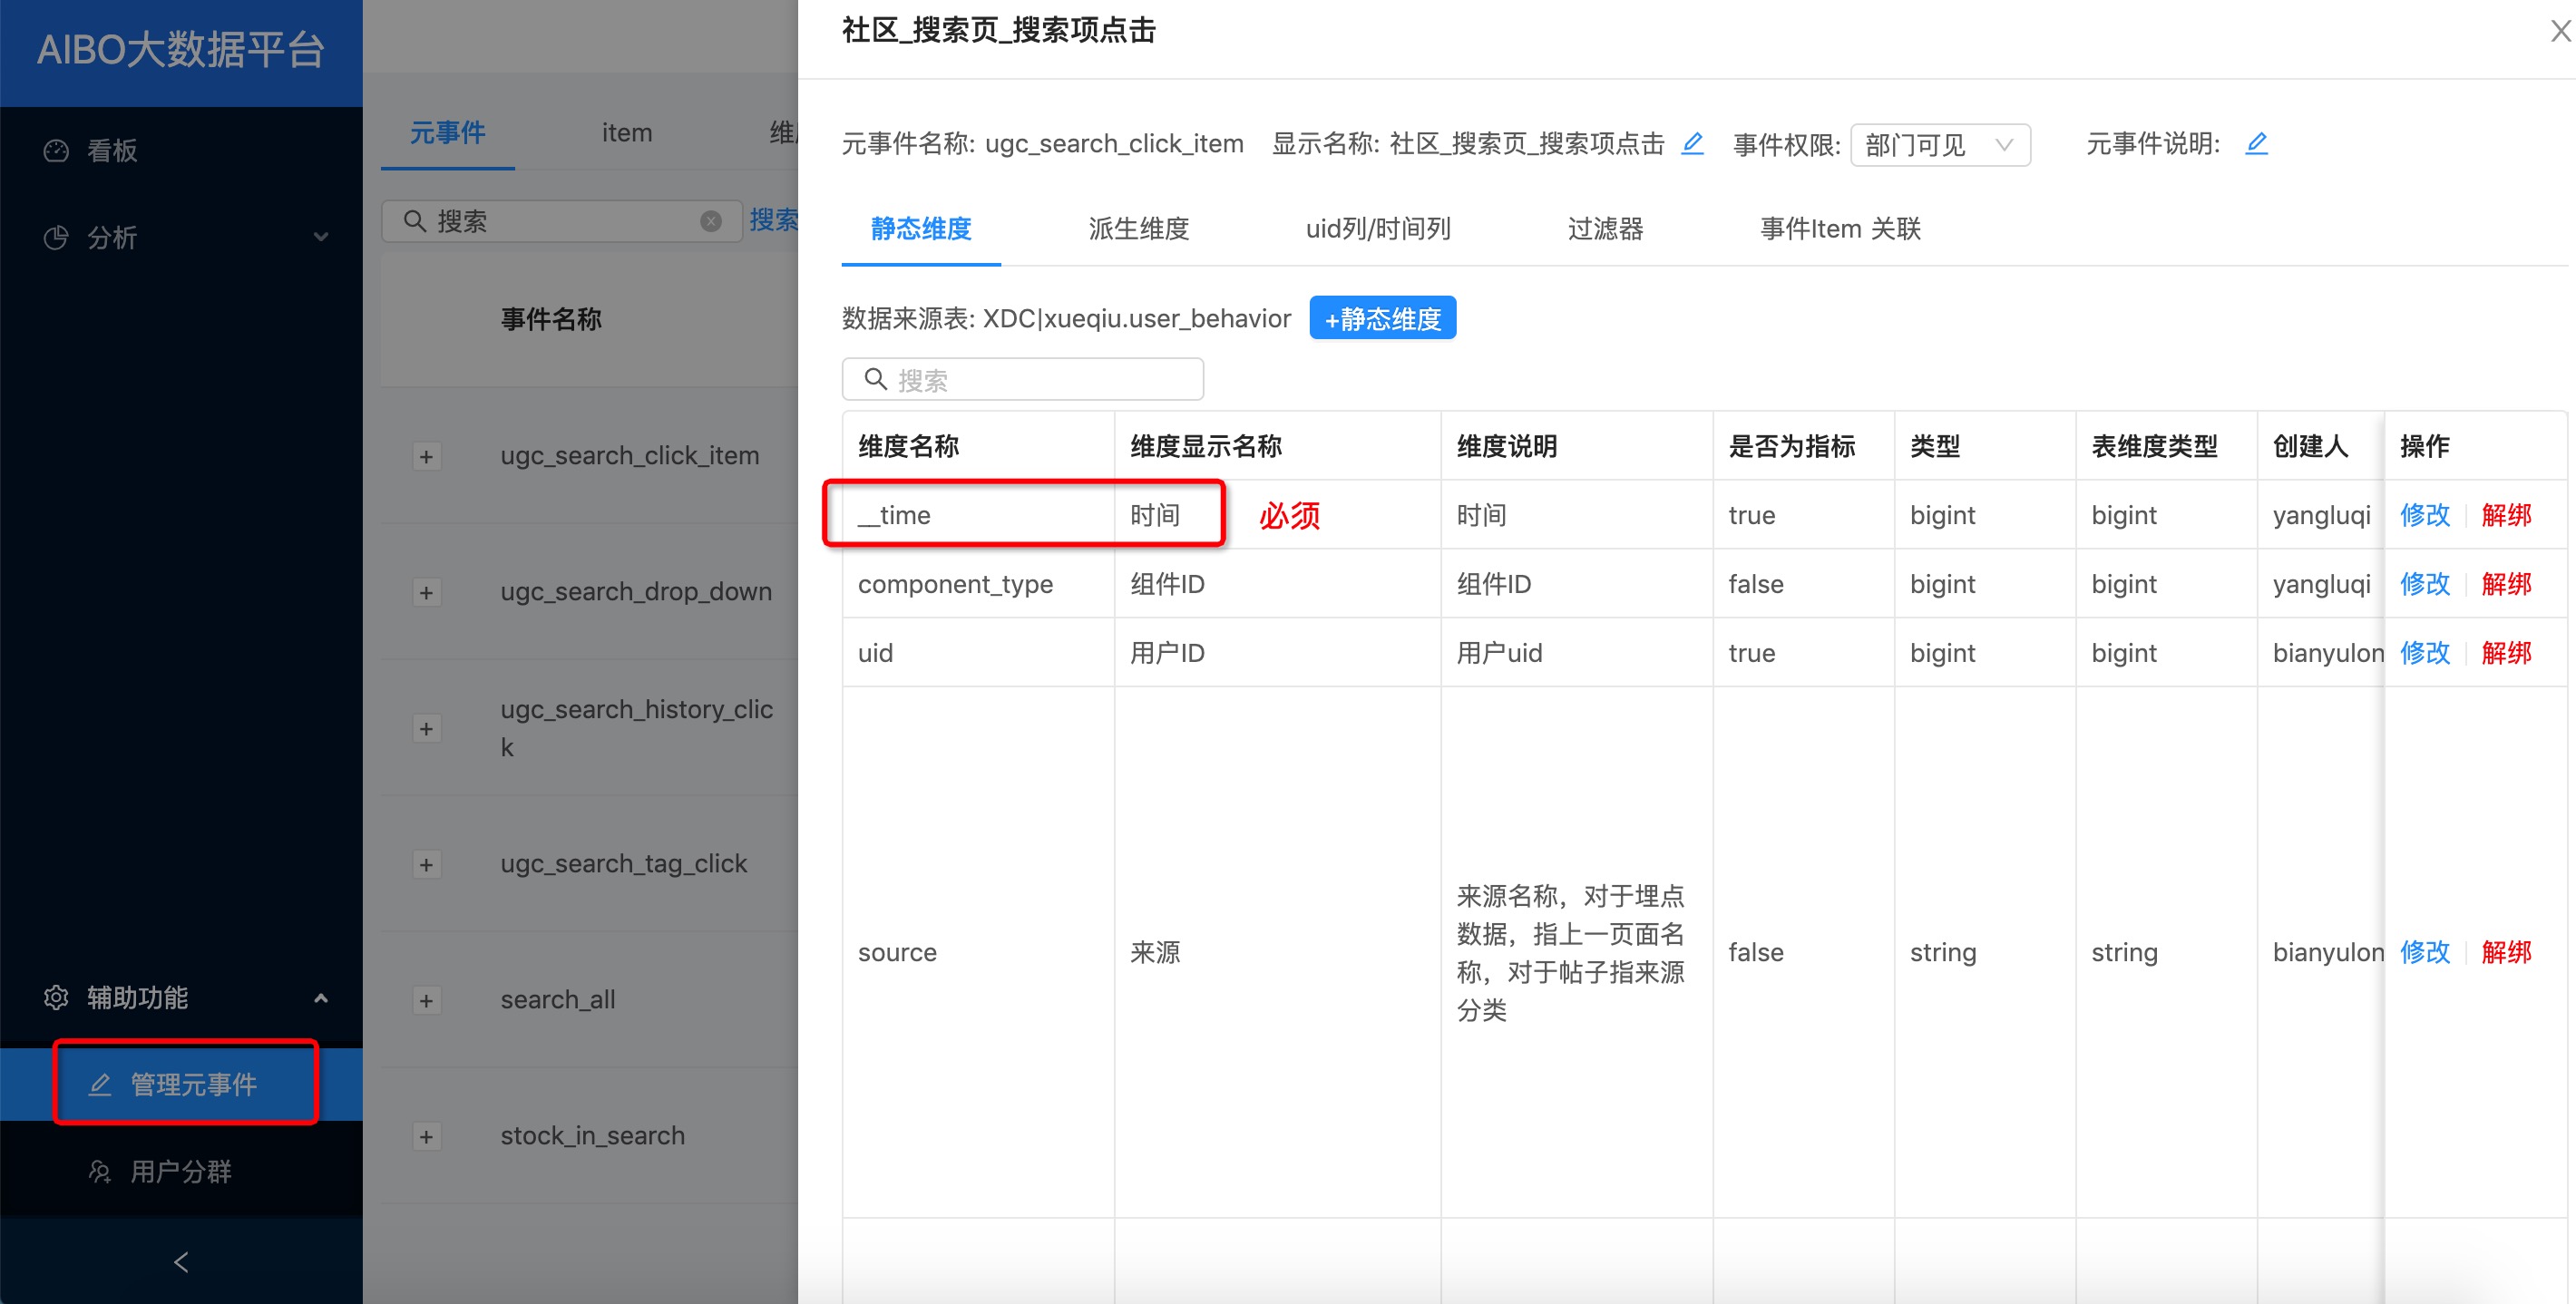 AIBO大数据平台
看板
分析
辅助功能
管理元事件
用户分群
元事件
item
搜索
搜索
事件名称
ugc_search_click_item
ugc_search_drop_down
ugc_search_history_clic
k
ugc_search_tag_click
search_all
stock_in_search
社区_搜索页_搜索项点击
X
元事件名称: ugc_search_click_item 显示名称: 社区_搜索页_搜索项点击 事件权限: 部门可见 元事件说明:
静态维度 派生维度 uid列/时间列 过滤器 事件Item 关联
数据来源表: XDC|xueqiu.user_behavior +静态维度
搜索
维度名称 维度显示名称 维度说明 是否为指标 类型 表维度类型 创建人 操作
__time 时间 必须 时间 true bigint bigint yangluqi 修改 解绑
component_type 组件ID 组件ID false bigint bigint yangluqi 修改 解绑
uid 用户ID 用户uid true bigint bigint bianyulon 修改 解绑
source 来源 来源名称，对于埋点
数据，指上一页面名
称，对于帖子指来源
分类
false string string bianyulon 修改 解绑